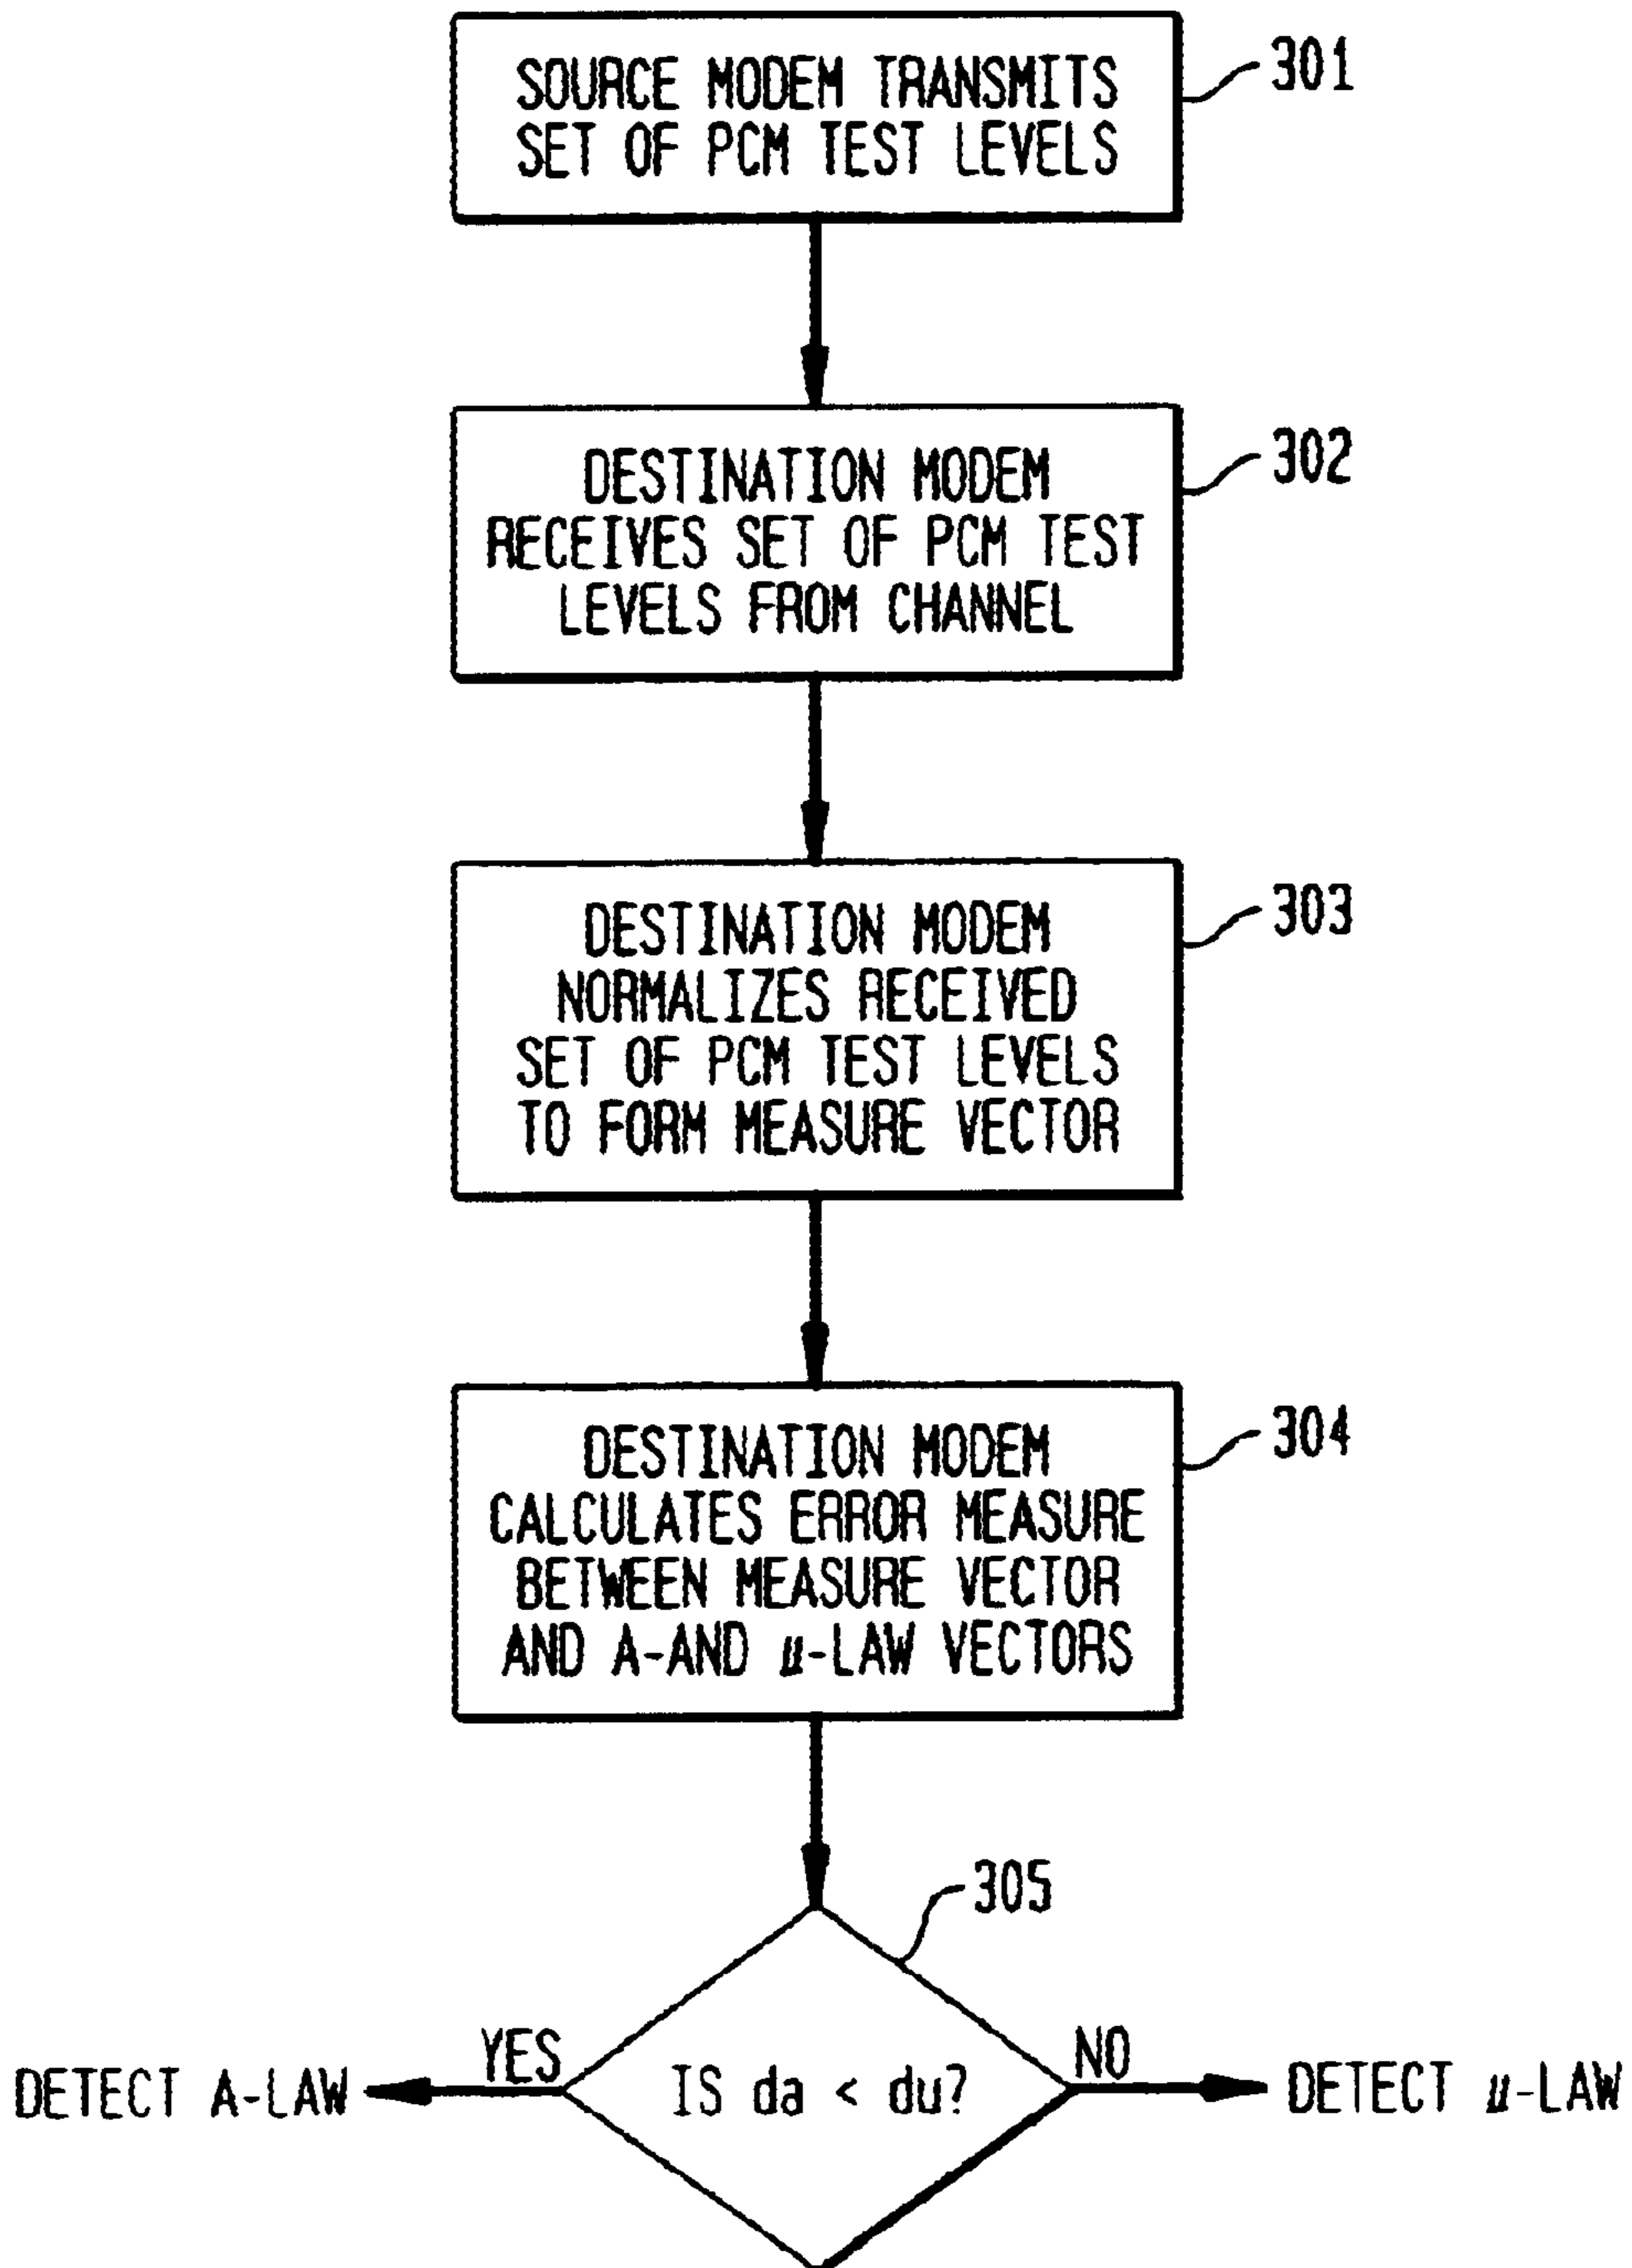 SOURCE MODEM TRANSMITS
SET OF PCM TEST LEVELS
301
DESTINATION MODEM
RECEIVES SET OF PCM TEST
LEVELS FROM CHANNEL
302
DESTINATION MODEM
NORMALIZES RECEIVED
SET OF PCM TEST LEVELS
TO FORM MEASURE VECTOR
303
DESTINATION MODEM
CALCULATES ERROR MEASURE
BETWEEN MEASURE VECTOR
AND A-AND μ-LAW VECTORS
304
305
IS da < du?
YES
DETECT A-LAW
NO
DETECT μ-LAW